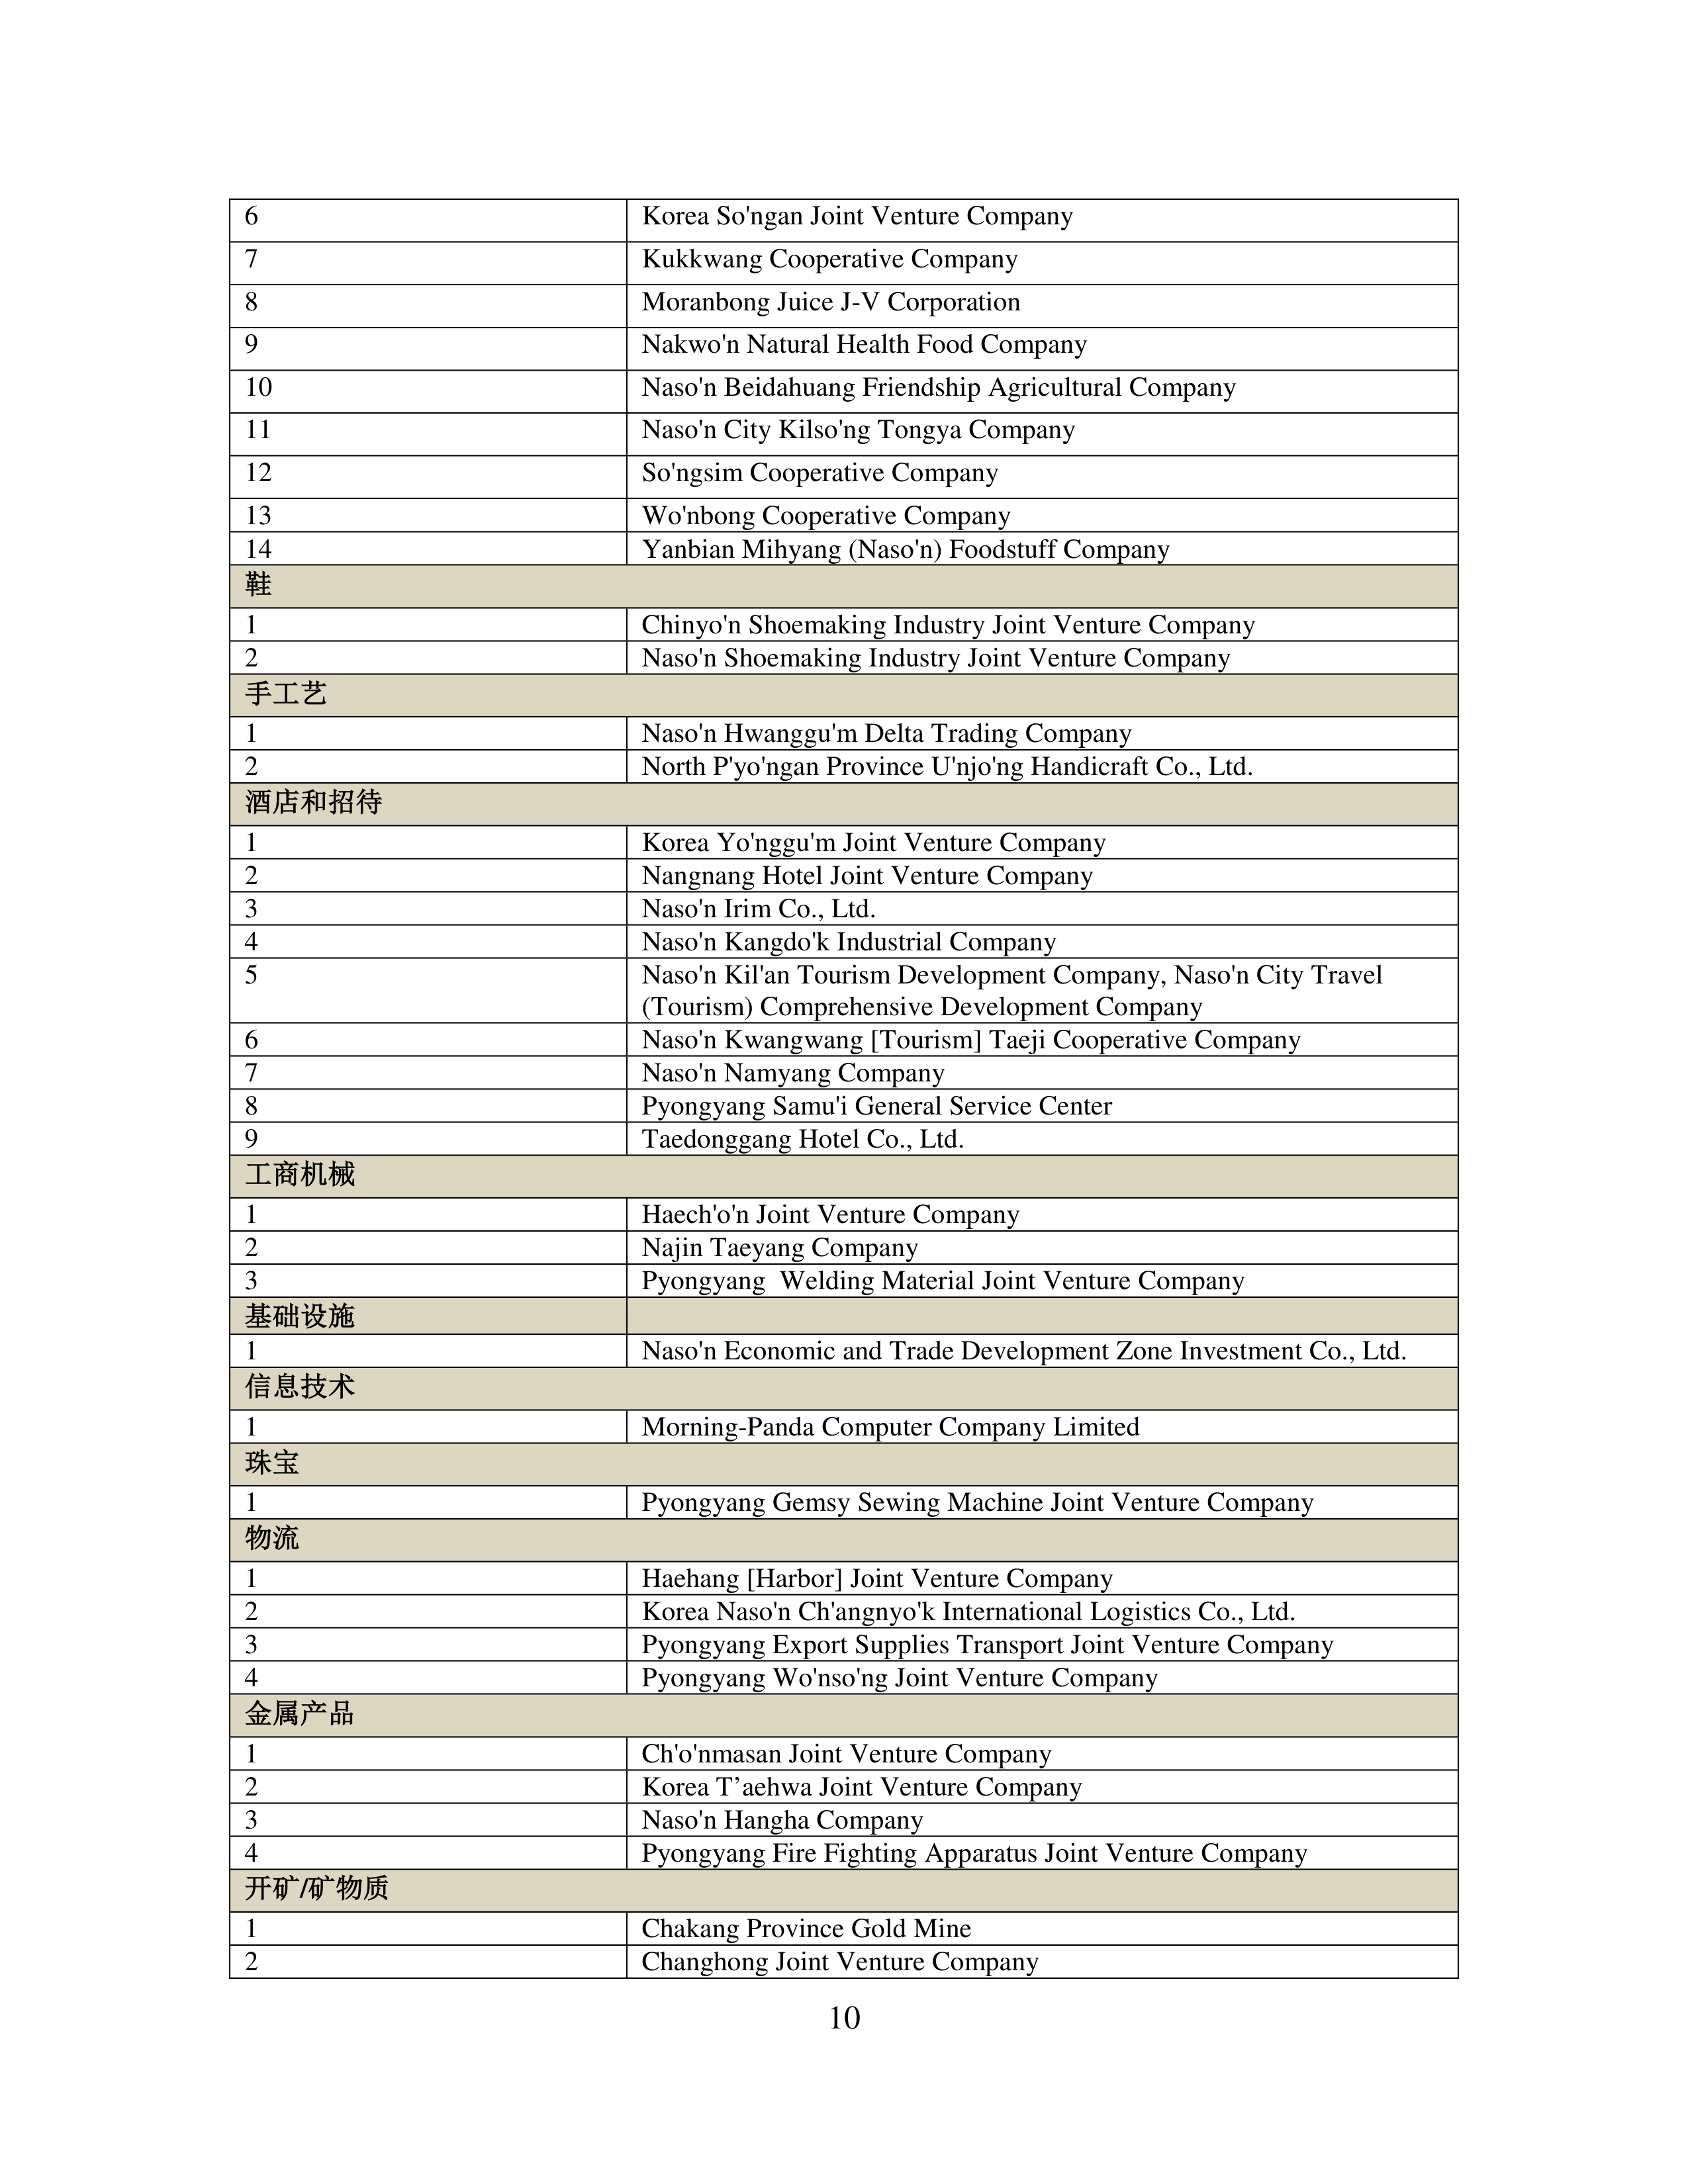 6 Korea So'ngan Joint Venture Company
7 Kukkwang Cooperative Company
8 Moranbong Juice J-V Corporation
9 Nakwo'n Natural Health Food Company
10 Naso'n Beidahuang Friendship Agricultural Company
11 Naso'n City Kilso'ng Tongya Company
12 So'ngsim Cooperative Company
13 Wo'nbong Cooperative Company
14 Yanbian Mihyang (Naso'n) Foodstuff Company
鞋
1 Chinyo'n Shoemaking Industry Joint Venture Company
2 Naso'n Shoemaking Industry Joint Venture Company
手工艺
1 Naso'n Hwanggu'm Delta Trading Company
2 North P'yo'ngan Province U'njo'ng Handicraft Co., Ltd.
酒店和招待
1 Korea Yo'nggu'm Joint Venture Company
2 Nangnang Hotel Joint Venture Company
3 Naso'n Irim Co., Ltd.
4 Naso'n Kangdo'k Industrial Company
5 Naso'n Kil'an Tourism Development Company, Naso'n City Travel
(Tourism) Comprehensive Development Company
6 Naso'n Kwangwang [Tourism] Taeji Cooperative Company
7 Naso'n Namyang Company
8 Pyongyang Samu'i General Service Center
9 Taedonggang Hotel Co., Ltd.
工商机械
1 Haech'o'n Joint Venture Company
2 Najin Taeyang Company
3 Pyongyang  Welding Material Joint Venture Company
基础设施
1 Naso'n Economic and Trade Development Zone Investment Co., Ltd.
信息技术
1 Morning-Panda Computer Company Limited
珠宝
1 Pyongyang Gemsy Sewing Machine Joint Venture Company
物流
1 Haehang [Harbor] Joint Venture Company
2 Korea Naso'n Ch'angnyo'k International Logistics Co., Ltd.
3 Pyongyang Export Supplies Transport Joint Venture Company
4 Pyongyang Wo'nso'ng Joint Venture Company
金属产品
1 Ch'o'nmasan Joint Venture Company
2 Korea T’aehwa Joint Venture Company
3 Naso'n Hangha Company
4 Pyongyang Fire Fighting Apparatus Joint Venture Company
开矿/矿物质
1 Chakang Province Gold Mine
2 Changhong Joint Venture Company
10